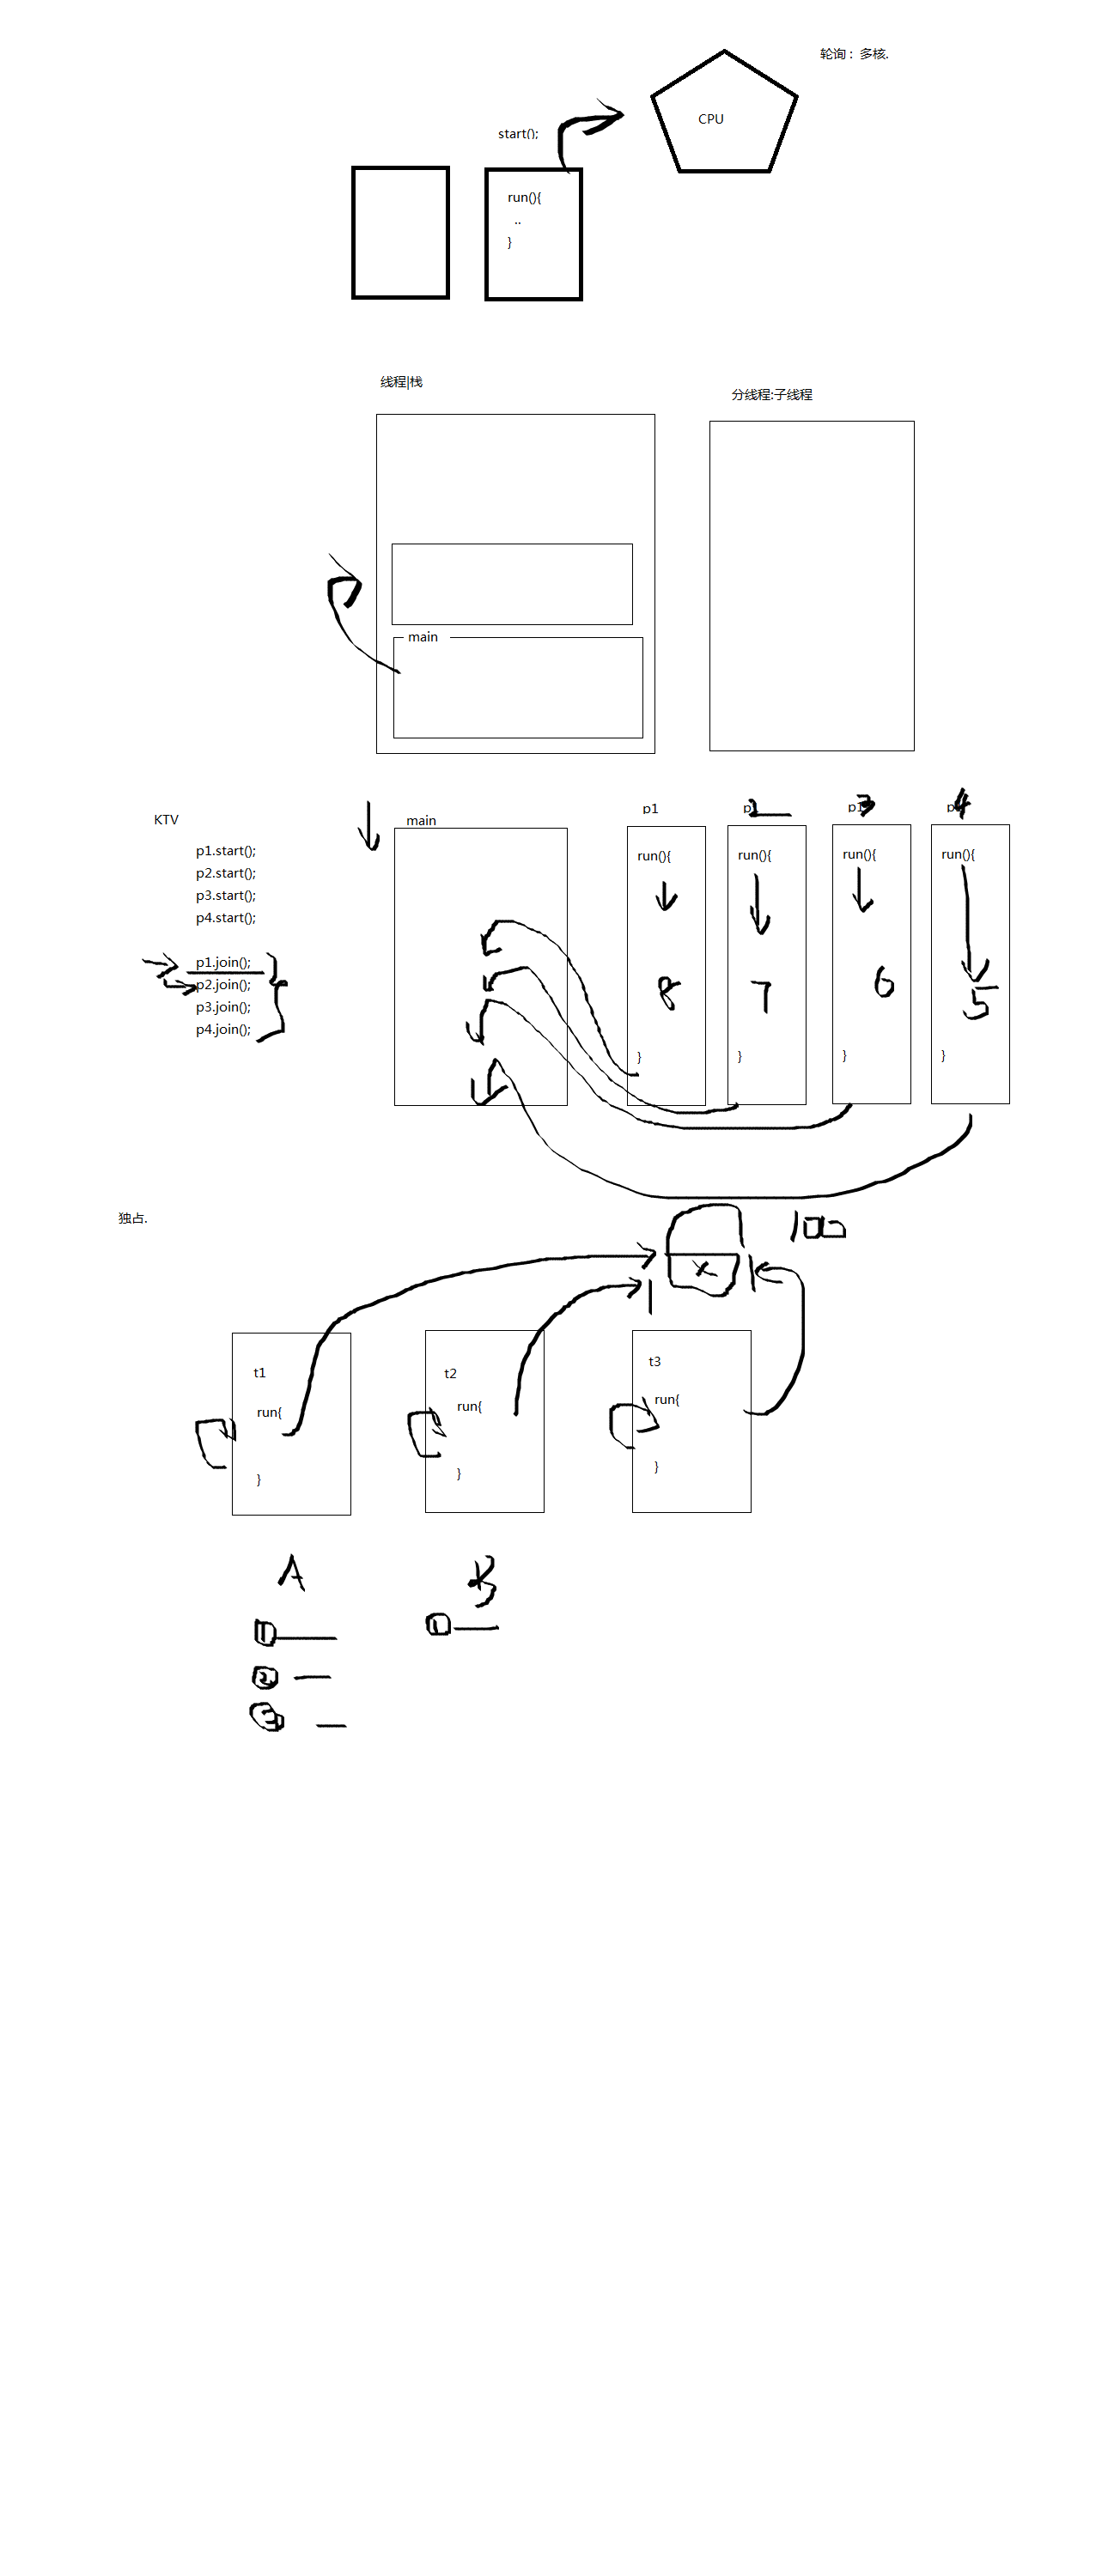 轮询：多核.
CPU
start();
run(){
..
}
线程|栈
分线程:子线程
main
KTV
p1.start();
p2.start();
p3.start();
p4.start();
p1.join();
p2.join();
p3.join();
p4.join();
main
p1
p2
p3
p4
run(){
run(){
run(){
run(){
8
7
6
5
}
}
}
}
独占.
100
x
t1
run{
}
t2
run{
}
t3
run{
}
A
①
②
③
B
①